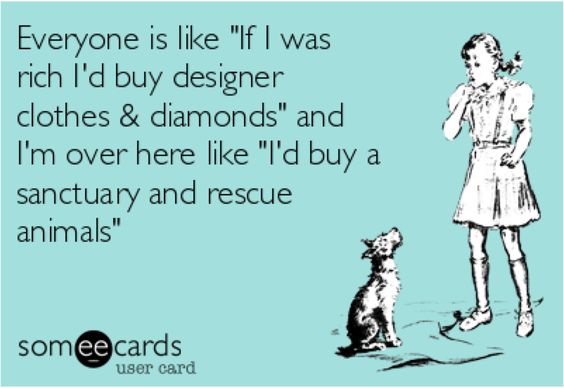 Everyone is like "If I was
rich I'd buy designer
clothes & diamonds" and
I'm over here like "I'd buy a
sanctuary and rescue
animals"
someecards
user card